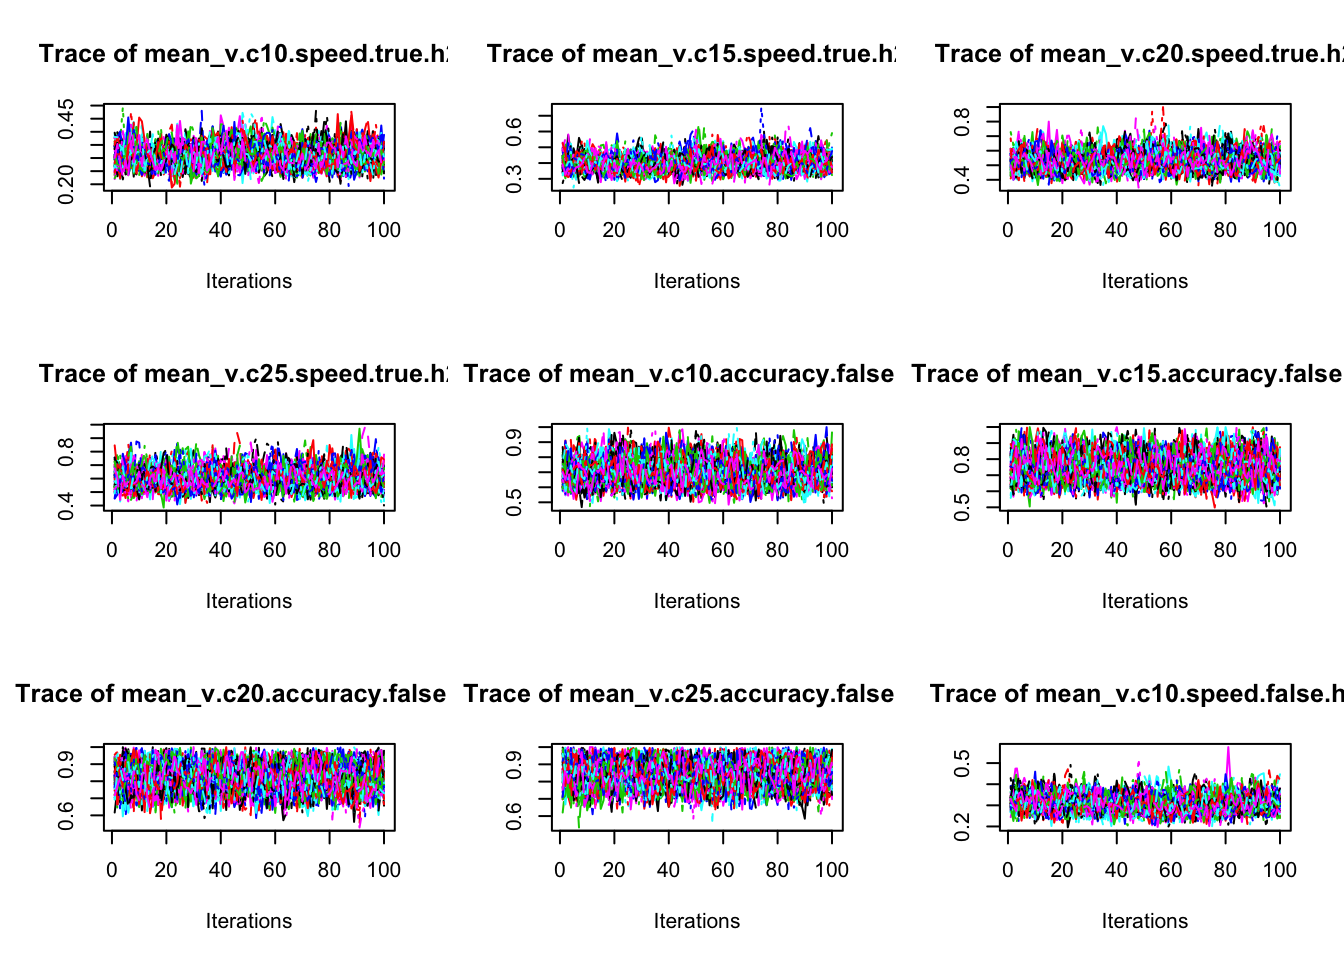 Trace of mean_v.c10.speed.true.h
Trace of mean_v.c15.speed.true.h
Trace of mean_v.c20.speed.true.h
0.45
0.20
0 20 40 60 80 100
Iterations
0.6
0.3
0 20 40 60 80 100
Iterations
0.8
0.4
0 20 40 60 80 100
Iterations
Trace of mean_v.c25.speed.true.h
Trace of mean_v.c10.accuracy.false
Trace of mean_v.c15.accuracy.false
0.8
0.4
0 20 40 60 80 100
Iterations
0.9
0.5
0 20 40 60 80 100
Iterations
0.8
0.5
0 20 40 60 80 100
Iterations
Trace of mean_v.c20.accuracy.false
Trace of mean_v.c25.accuracy.false
Trace of mean_v.c10.speed.false.h
0.9
0.6
0 20 40 60 80 100
Iterations
0.9
0.6
0 20 40 60 80 100
Iterations
0.5
0.2
0 20 40 60 80 100
Iterations